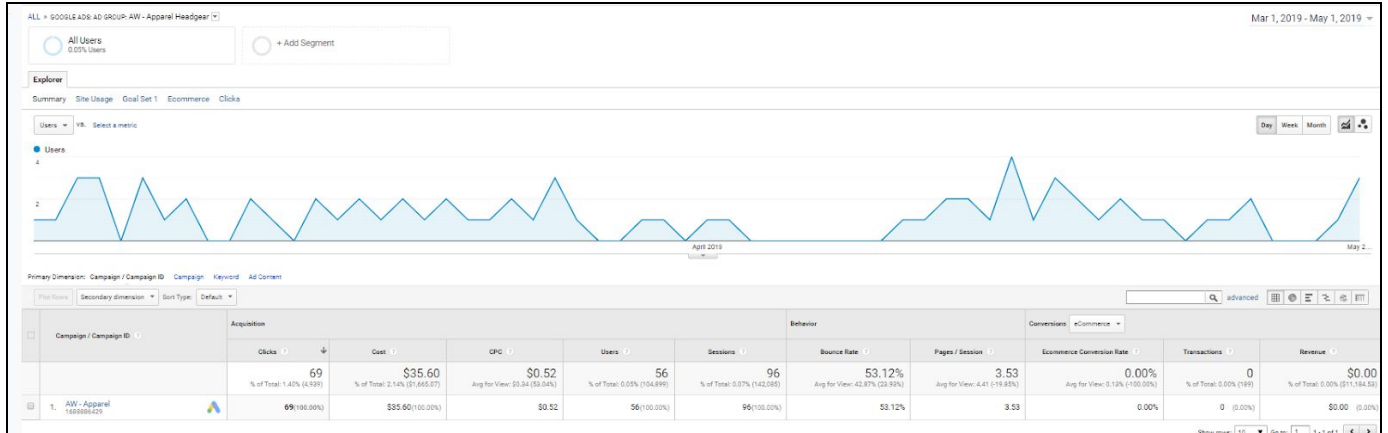 ALL » GOOGLE ADS: AD GROUP: AW - Apparel Headgear
Mar 1, 2019 - May 1, 2019
All Users
0.05% Users
+ Add Segment
Explorer
Summary Site Usage Goal Set 1 Ecommerce Clicks
Users VS. Select a metric
Day Week Month
Users
4
2
April 2019
May 2...
Primary Dimension: Campaign / Campaign ID Campaign Keyword Ad Content
Plot Rows Secondary dimension Sort Type: Default advanced
Campaign / Campaign ID Acquisition Behavior Conversions eCommerce
Clicks Cost CPC Users Sessions Bounce Rate Pages / Session Ecommerce Conversion Rate Transactions Revenue
69 $35.60 $0.52 56 96 53.12% 3.53 0.00% 0 $0.00
% of Total: 1.40% (4,939) % of Total: 2.14% ($1,665.07) Avg for View: $0.34 (53.04%) % of Total: 0.05% (104,899) % of Total: 0.07% (142,085) Avg for View: 42.87% (23.93%) Avg for View: 4.41 (-19.95%) Avg for View: 0.13% (-100.00%) % of Total: 0.00% (189) % of Total: 0.00% ($11,184.53)
1. AW - Apparel 69(100.00%) $35.60(100.00%) $0.52 56(100.00%) 96(100.00%) 53.12% 3.53 0.00% 0 (0.00%) $0.00 (0.00%)
Show rows: 10 Go to: 1 1 - 1 of 1